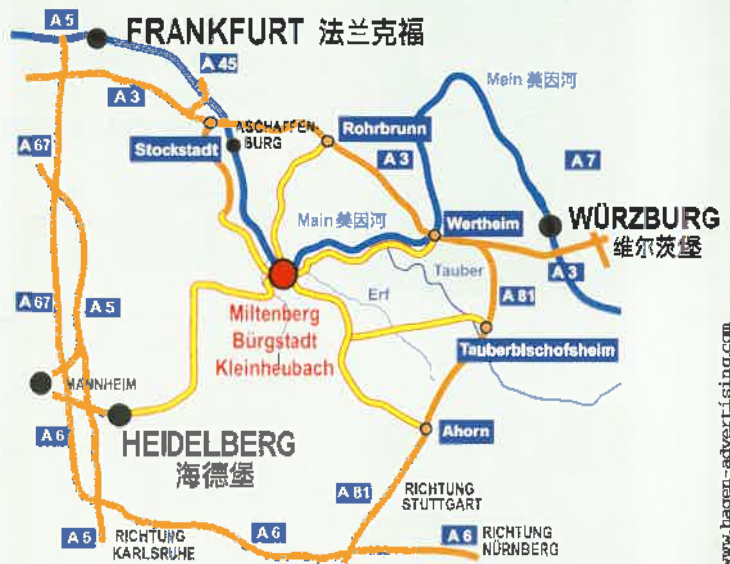 A 5
FRANKFURT 法兰克福
A 45
A 3
Main 美因河
A 67
Stockstadt
ASCHAFFEN
BURG
Rohrbrunn
A 3
A 7
Main 美因河
Wertheim
WÜRZBURG
维尔茨堡
A 3
Tauber
Erf
A 81
A 67
A 5
Miltenberg
Bürgstadt
Kleinheubach
Tauberbischofsheim
MANNHEIM
HEIDELBERG
海德堡
A 6
Ahorn
A 81
RICHTUNG
STUTTGART
A 5
RICHTUNG
KARLSRUHE
A 6
A 6
RICHTUNG
NÜRNBERG
www.hagen-advertising.com